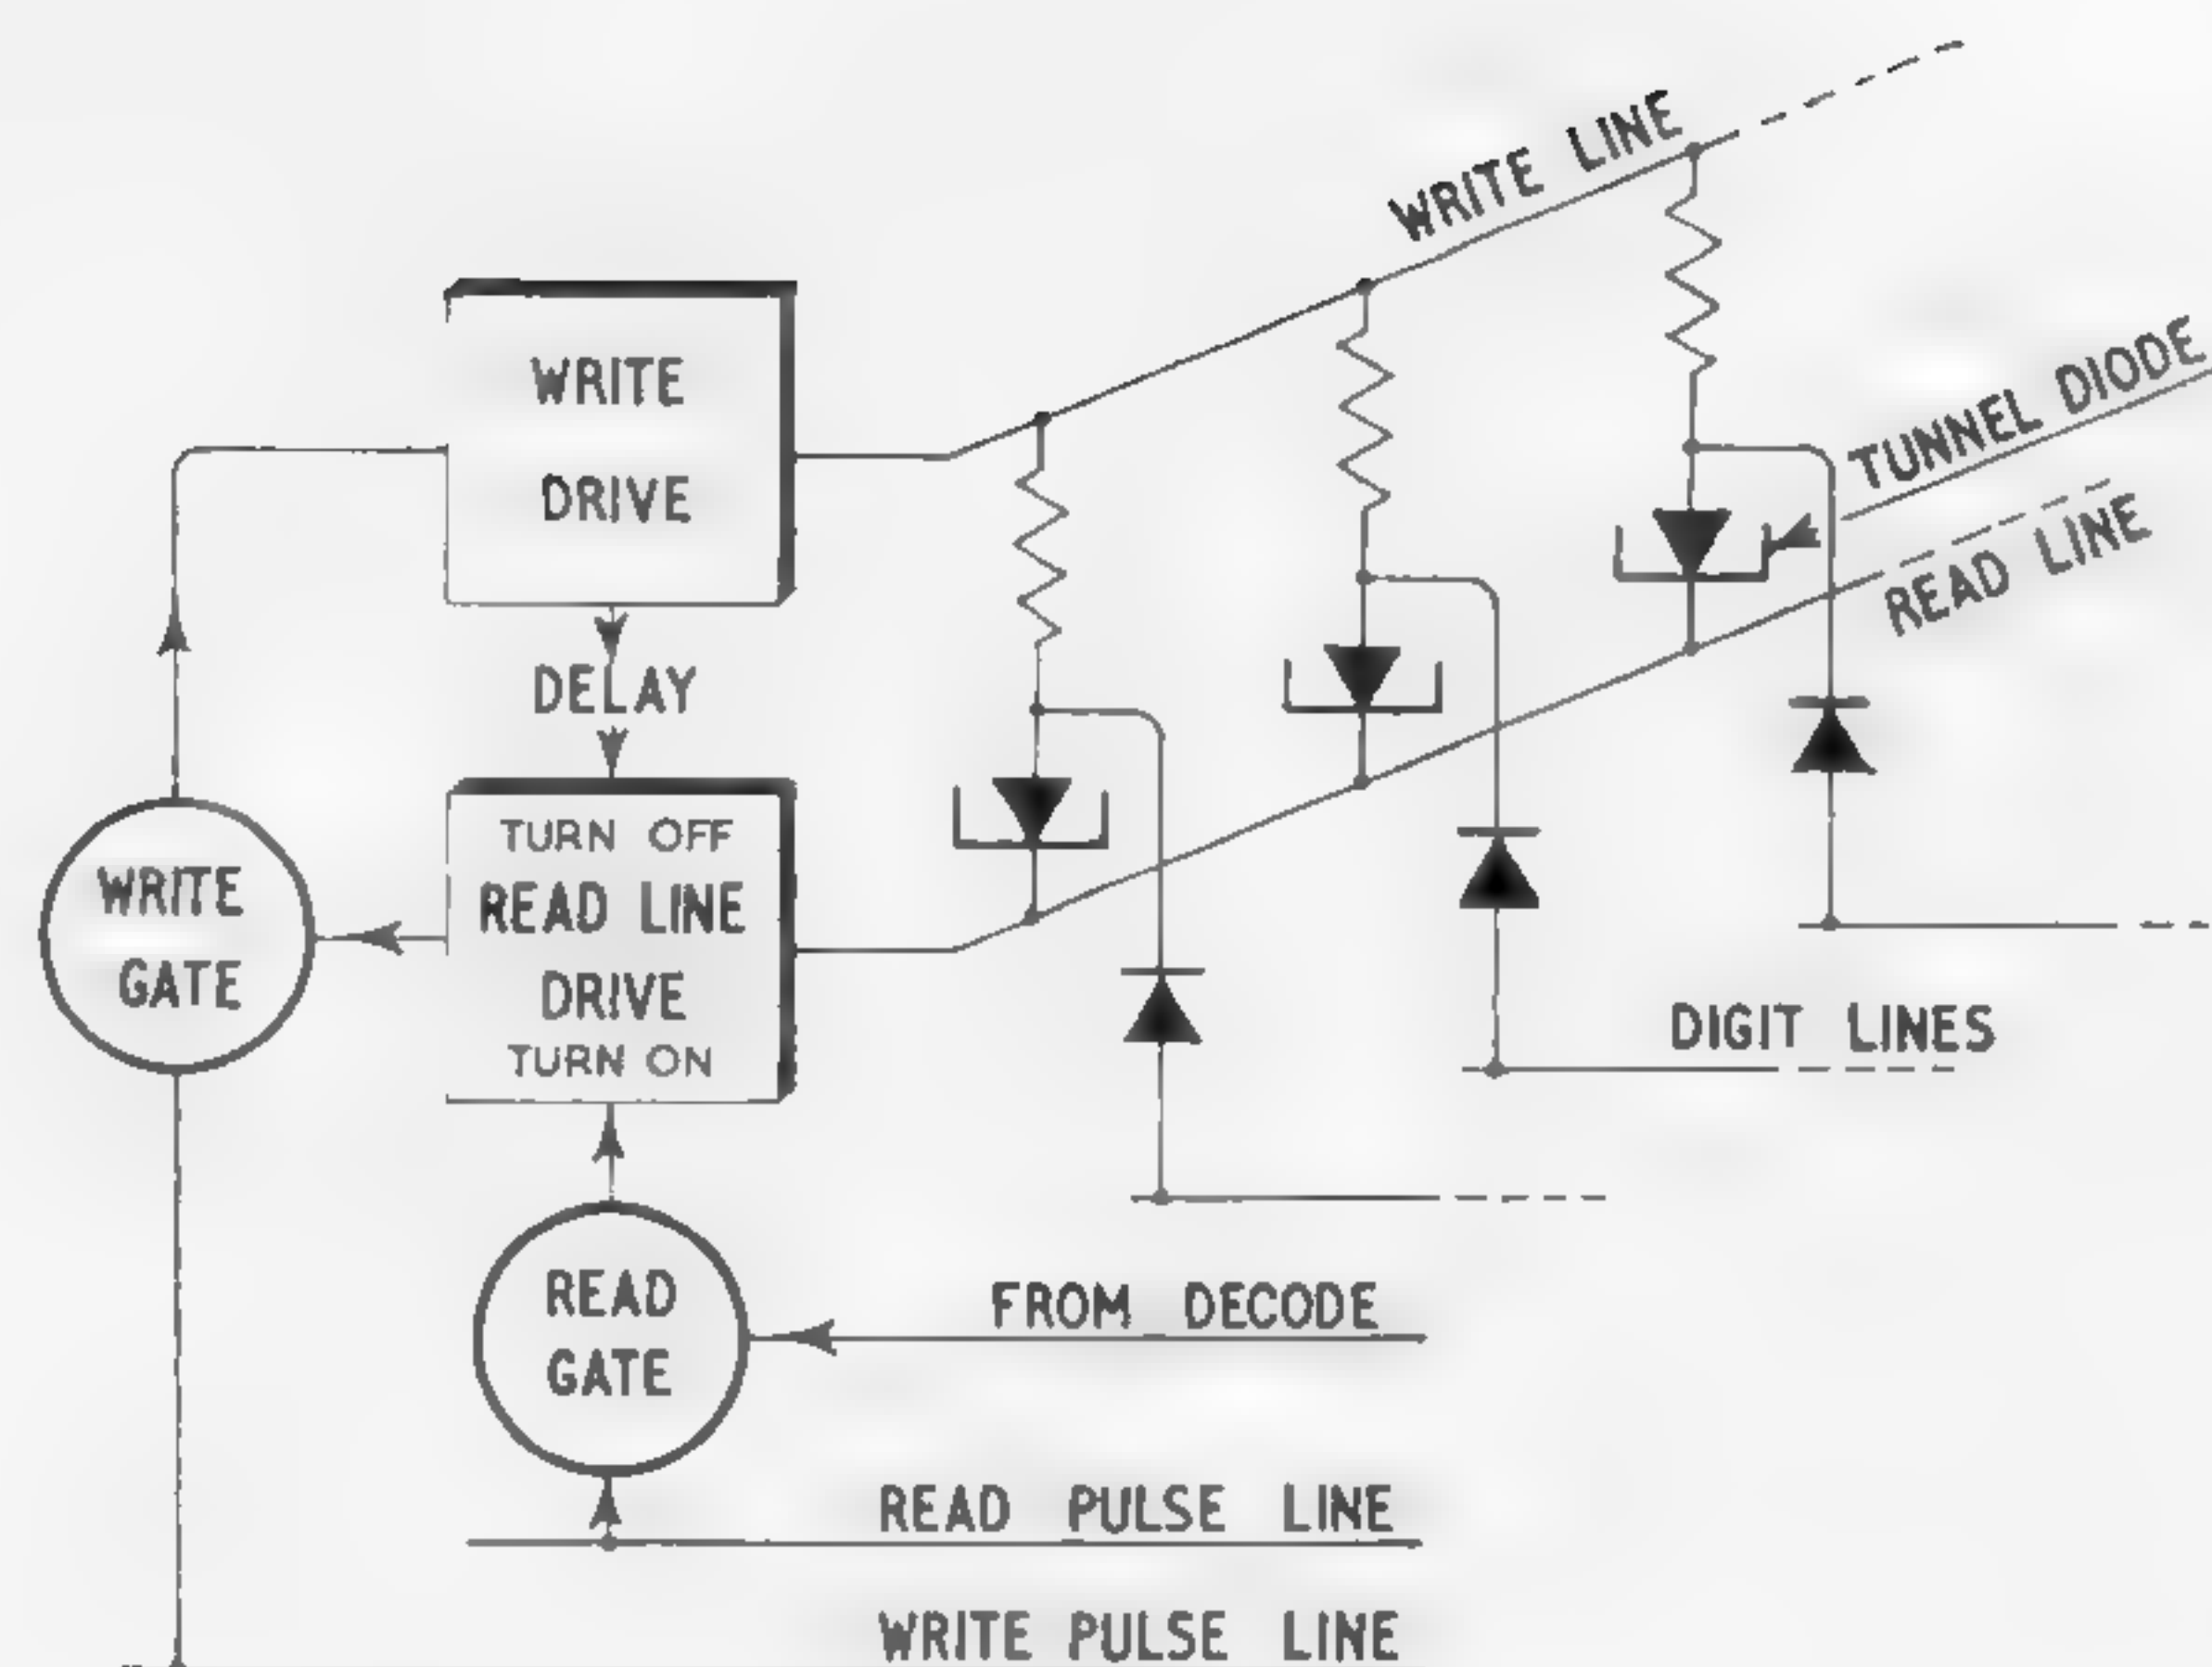 WRITE LINE
WRITE
DRIVE
TUNNEL DIODE
READ LINE
DELAY
TURN OFF
READ LINE
DRIVE
TURN ON
WRITE
GATE
DIGIT LINES
READ
GATE
FROM DECODE
READ PULSE LINE
WRITE PULSE LINE